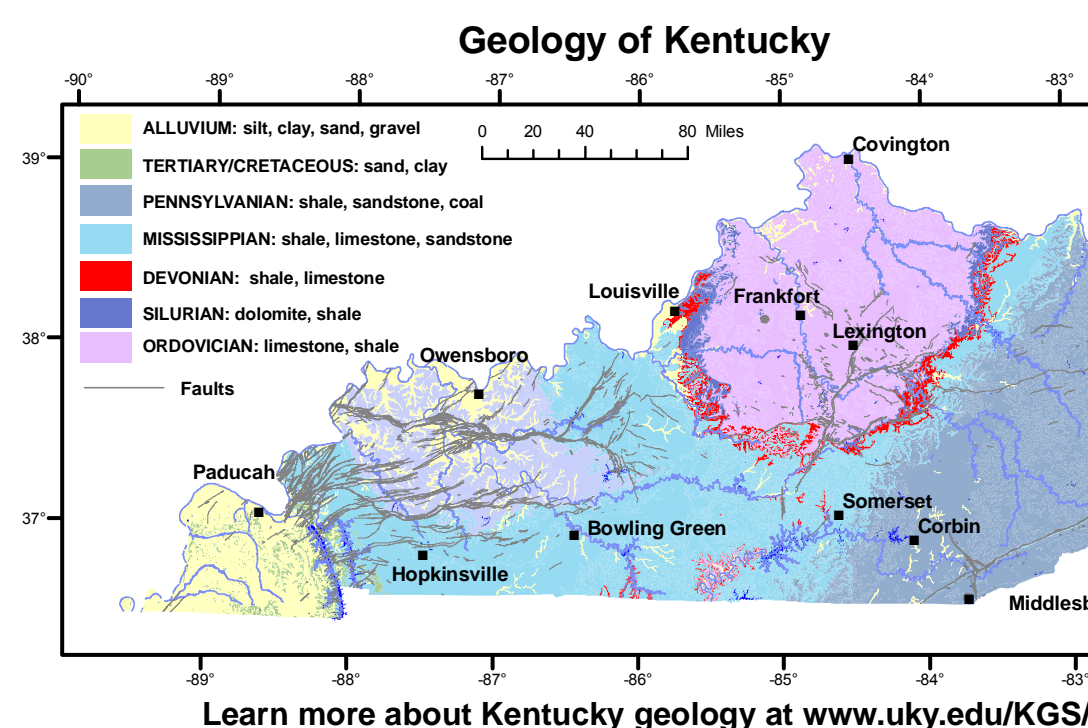 Geology of Kentucky
-90° -89° -88° -87° -86° -85° -84° -83°
39°
38°
37°
ALLUVIUM: silt, clay, sand, gravel
TERTIARY/CRETACEOUS: sand, clay
PENNSYLVANIAN: shale, sandstone, coal
MISSISSIPPIAN: shale, limestone, sandstone
DEVONIAN: shale, limestone
SILURIAN: dolomite, shale
ORDOVICIAN: limestone, shale
Faults
0 20 40 80 Miles
Covington
Louisville
Frankfort
Lexington
Owensboro
Paducah
Somerset
Corbin
Bowling Green
Hopkinsville
Middlesb
-89° -88° -87° -86° -85° -84° -83°
Learn more about Kentucky geology at www.uky.edu/KGS/